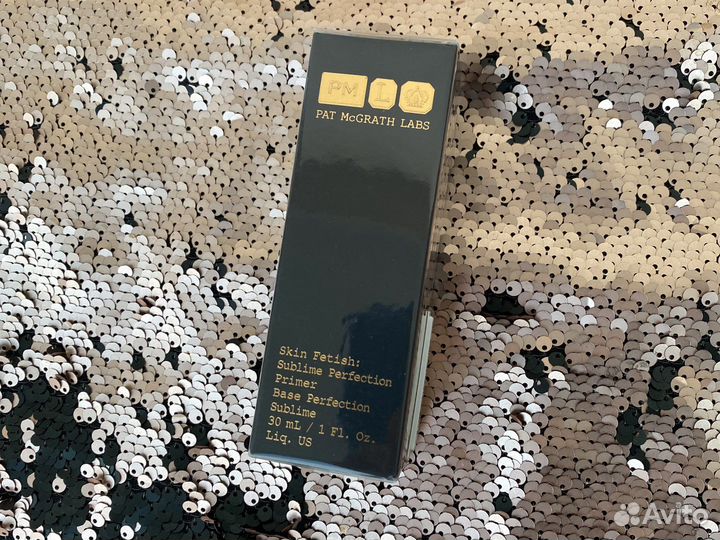 PM L
PAT McGRATH LABS
Skin Fetish:
Sublime Perfection
Primer
Base Perfection
Sublime
30 mL / 1 Fl. Oz.
Liq. US
Avito